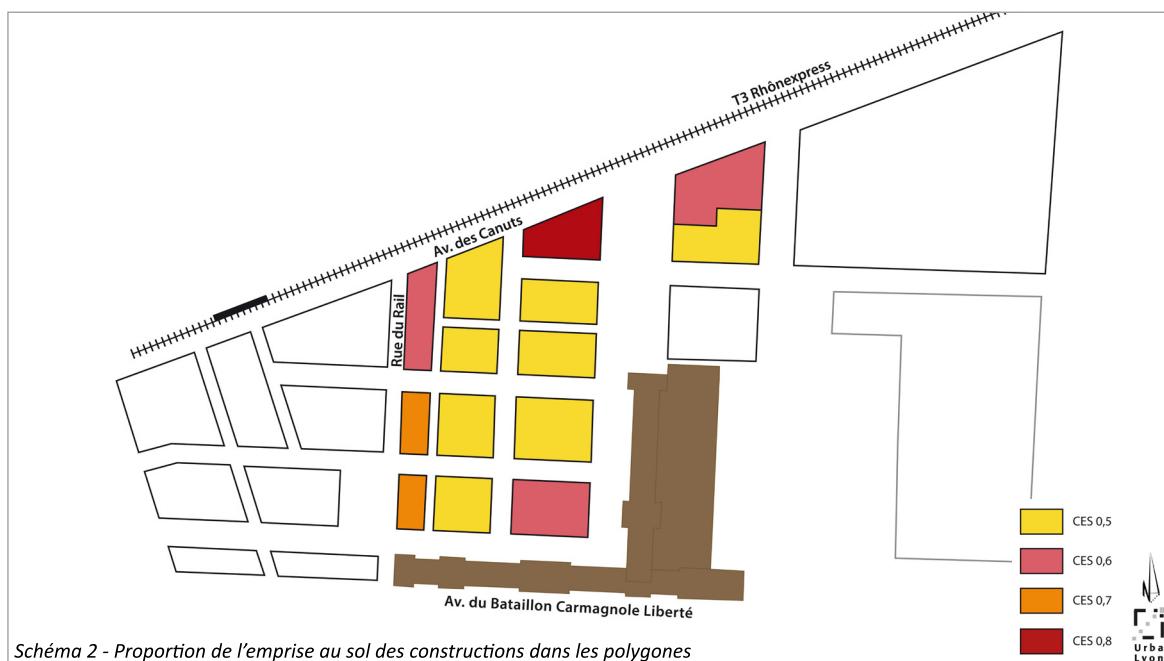 T3 Rhônexpress
Av. des Canuts
Rue du Rail
CES 0,5
CES 0,6
CES 0,7
CES 0,8
Av. du Bataillon Carmagnole Liberté
Urba
Lyon
Schéma 2 - Proportion de l'emprise au sol des constructions dans les polygones